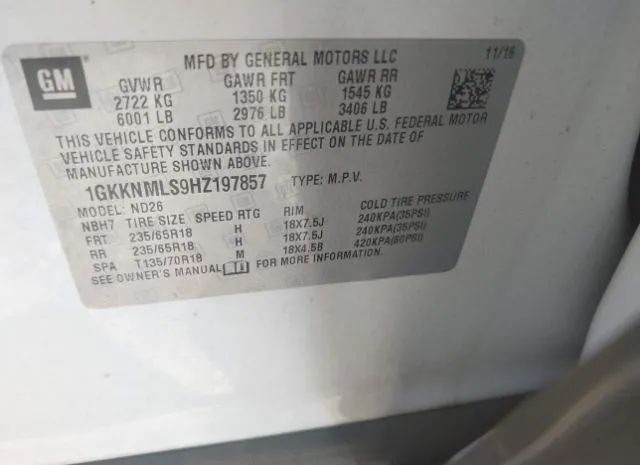 GM
MFD BY GENERAL MOTORS LLC 11/16
GVWR GAWR FRT GAWR RR
2722 KG 1350 KG 1545 KG
6001 LB 2976 LB 3406 LB
THIS VEHICLE CONFORMS TO ALL APPLICABLE U.S. FEDERAL MOTOR
VEHICLE SAFETY STANDARDS IN EFFECT ON THE DATE OF
MANUFACTURE SHOWN ABOVE.
1GKKNMLS9HZ197857 TYPE: M.P.V.
MODEL: ND26
NBH7 TIRE SIZE SPEED RTG RIM COLD TIRE PRESSURE
FRT 235/65R18 H 18X7.5J 240KPA(35PSI)
RR 235/65R18 H 18X7.5J 240KPA(35PSI)
SPA T135/70R18 M 18X4.5B 420KPA(60PSI)
SEE OWNER'S MANUAL FOR MORE INFORMATION.